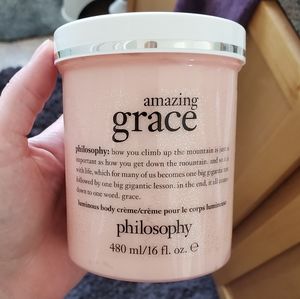 amazing
grace
philosophy: how you climb up the mountain is just as
important as how you get down the mountain. and so it is
with life, which for many of us becomes one big gigantic test
followed by one big gigantic lesson. in the end, it all comes
down to one word. grace.
luminous body crème/crème pour le corps lumineuse
philosophy
480 ml/16 fl. oz. ℮